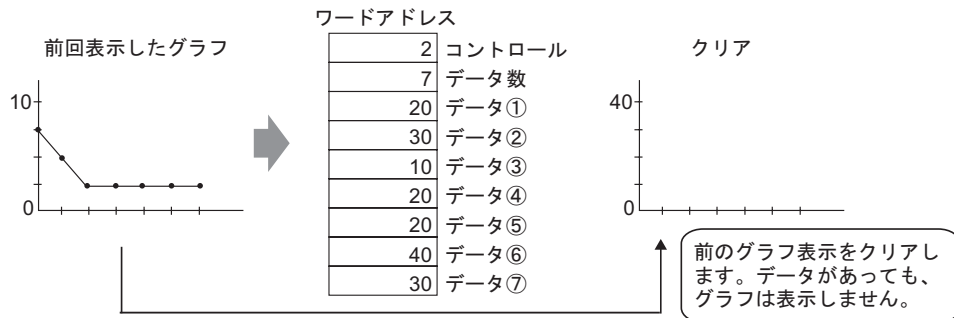 ワードアドレス
前回表示したグラフ
10
0
2 コントロール
7 データ数
20 データ①
30 データ②
10 データ③
20 データ④
20 データ⑤
40 データ⑥
30 データ⑦
クリア
40
0
前のグラフ表示をクリアし
ます。データがあっても、
グラフは表示しません。